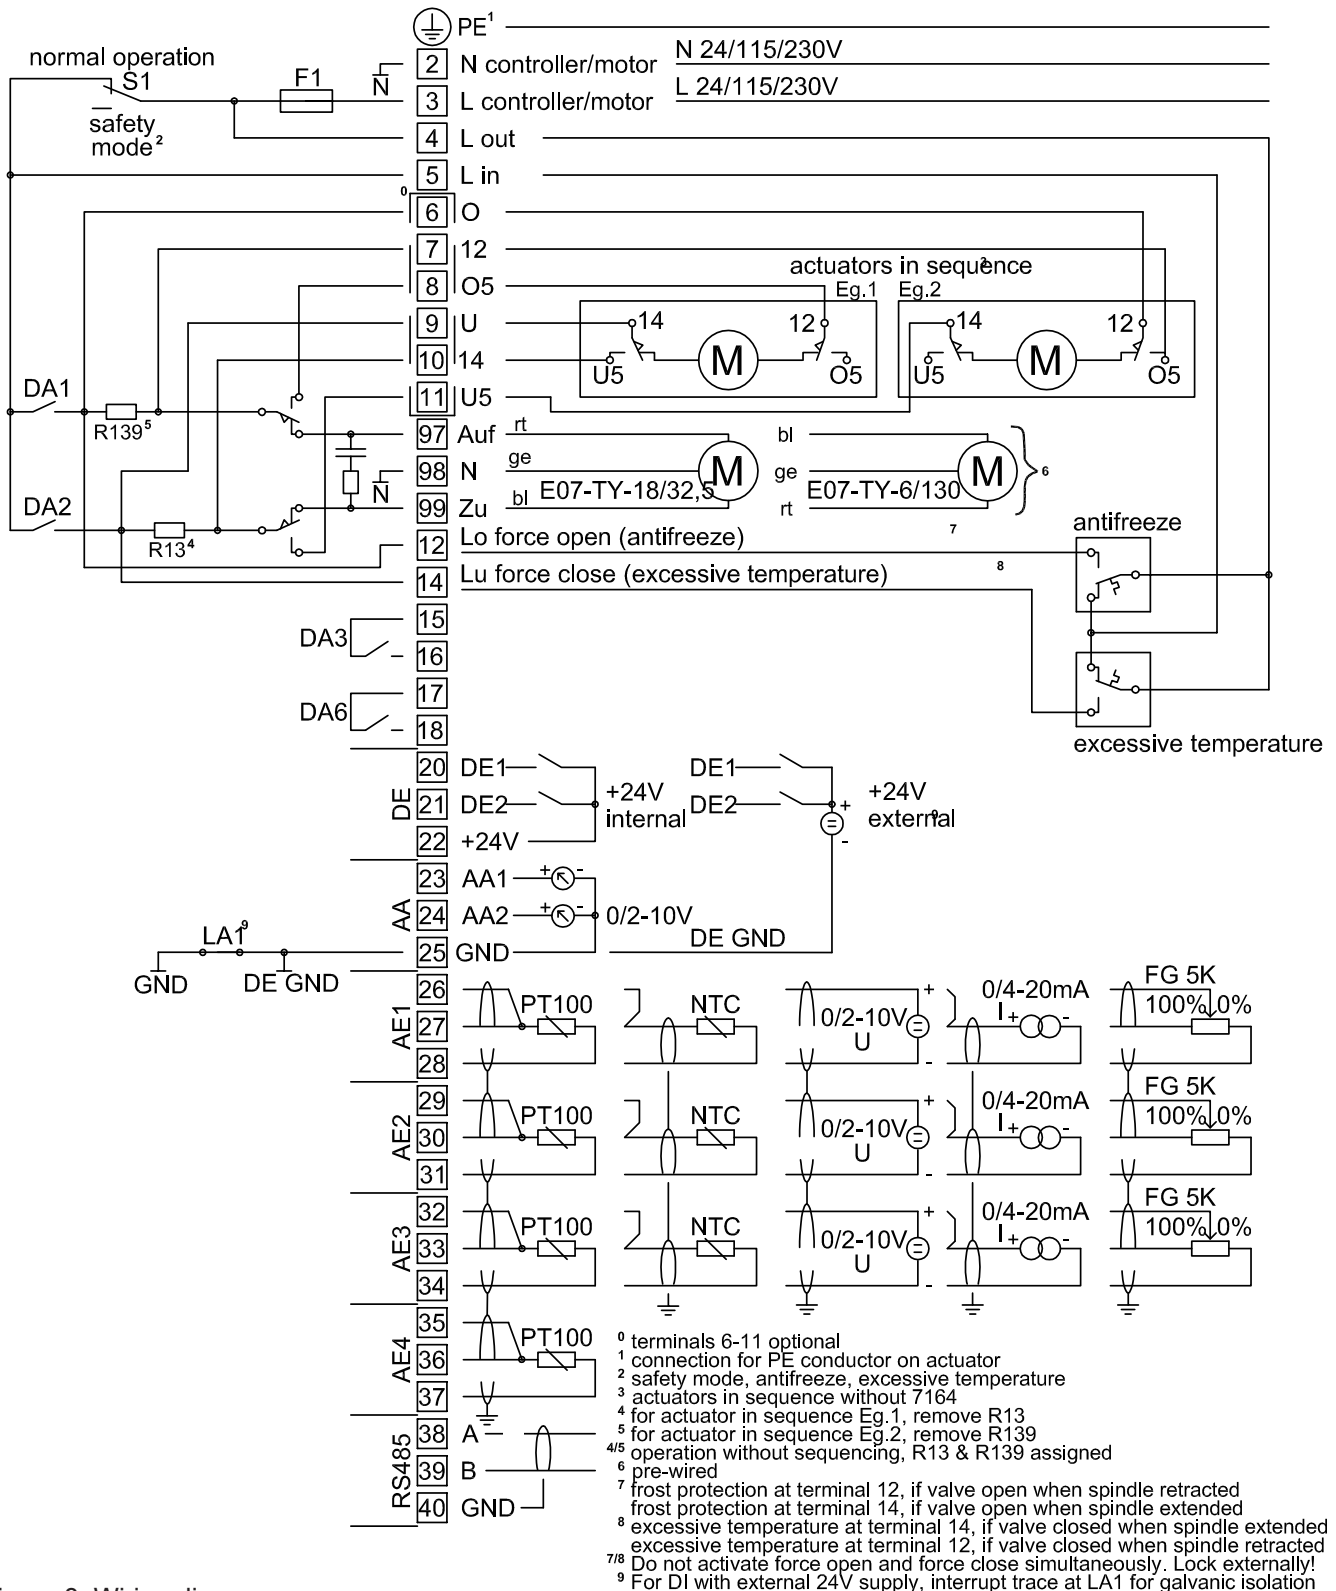 PE¹
normal operation
S1
F1
N
2 N controller/motor N 24/115/230V
3 L controller/motor L 24/115/230V
safety
mode²
4 L out
5 L in
⁰
6 O
7 12
actuators in sequence³
8 O5
Eg.1 Eg.2
9 U
14 12 14 12
10 14
M M
U5 O5 U5 O5
DA1
11 U5
R139⁵
97 Auf rt bl
98 N ge ge
N
M M
⁶
E07-TY-18/32,5 E07-TY-6/130
DA2
99 Zu bl rt
R13⁴
antifreeze
12 Lo force open (antifreeze) ⁷
14 Lu force close (excessive temperature) ⁸
15
DA3
16
17
DA6
18
excessive temperature
DE
20 DE1 DE1
21 DE2 DE2
+24V
internal
+
-
+24V
external⁹
22 +24V
AA
23 AA1 + -
24 AA2 + - 0/2-10V
LA1⁹
25 GND DE GND
GND DE GND
AE1
26
27
28
PT100 NTC 0/2-10V U + - 0/4-20mA I + - FG 5K 100% 0%
AE2
29
30
31
PT100 NTC 0/2-10V U + - 0/4-20mA I + - FG 5K 100% 0%
AE3
32
33
34
PT100 NTC 0/2-10V U + - 0/4-20mA I + - FG 5K 100% 0%
AE4
35
36
37
PT100
RS485
38 A
39 B
40 GND
⁰ terminals 6-11 optional
¹ connection for PE conductor on actuator
² safety mode, antifreeze, excessive temperature
³ actuators in sequence without 7164
⁴ for actuator in sequence Eg.1, remove R13
⁵ for actuator in sequence Eg.2, remove R139
⁴/⁵ operation without sequencing, R13 & R139 assigned
⁶ pre-wired
⁷ frost protection at terminal 12, if valve open when spindle retracted
frost protection at terminal 14, if valve open when spindle extended
⁸ excessive temperature at terminal 14, if valve closed when spindle extended
excessive temperature at terminal 12, if valve closed when spindle retracted
⁷/⁸ Do not activate force open and force close simultaneously. Lock externally!
⁹ For DI with external 24V supply, interrupt trace at LA1 for galvanic isolation